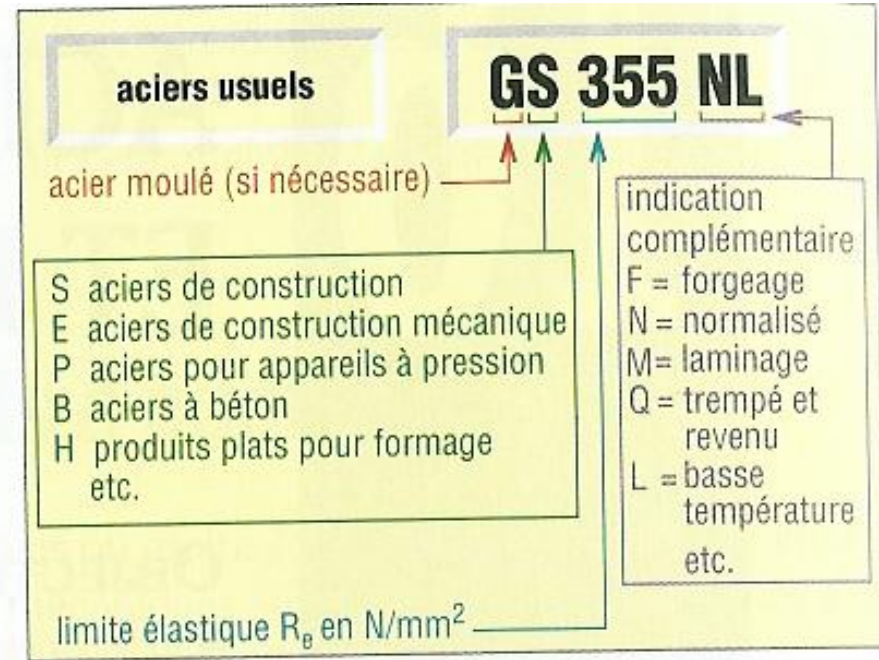 aciers usuels
GS 355 NL
acier moulé (si nécessaire)
S aciers de construction
E aciers de construction mécanique
P aciers pour appareils à pression
B aciers à béton
H produits plats pour formage
etc.
indication
complémentaire
F = forgeage
N = normalisé
M= laminage
Q = trempé et
revenu
L = basse
température
etc.
limite élastique Re en N/mm²